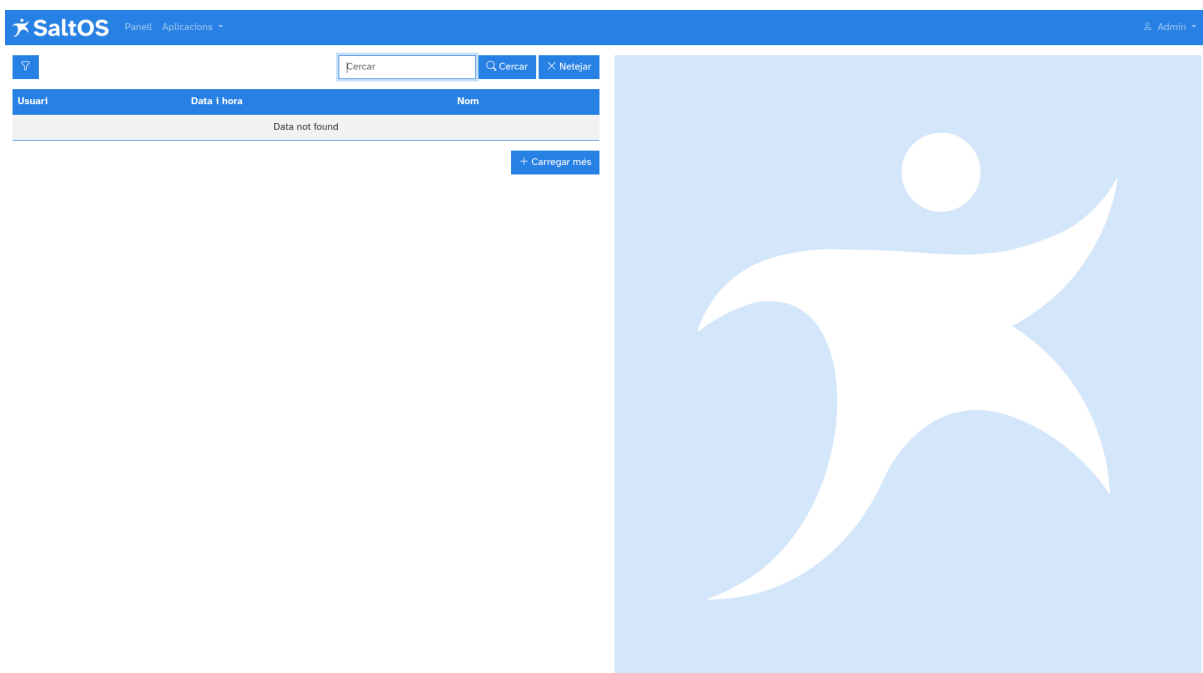 SaltOS Panell Aplicacions Admin
Cercar Cercar Netejar
Usuari Data i hora Nom
Data not found
Carregar més